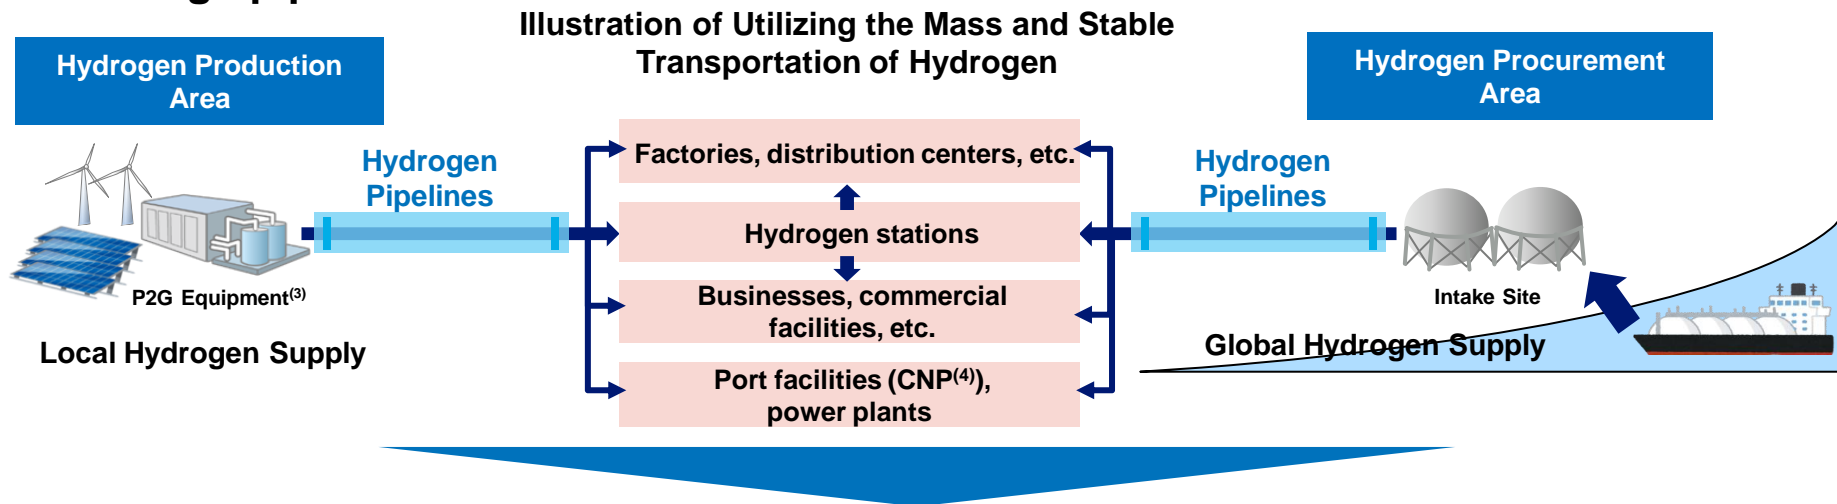 Illustration of Utilizing the Mass and Stable
Transportation of Hydrogen
Hydrogen Production
Area
Hydrogen Procurement
Area
Hydrogen
Pipelines
Factories, distribution centers, etc.
Hydrogen
Pipelines
Hydrogen stations
P2G Equipment(3)
Businesses, commercial
facilities, etc.
Intake Site
Local Hydrogen Supply
Global Hydrogen Supply
Port facilities (CNP(4)),
power plants